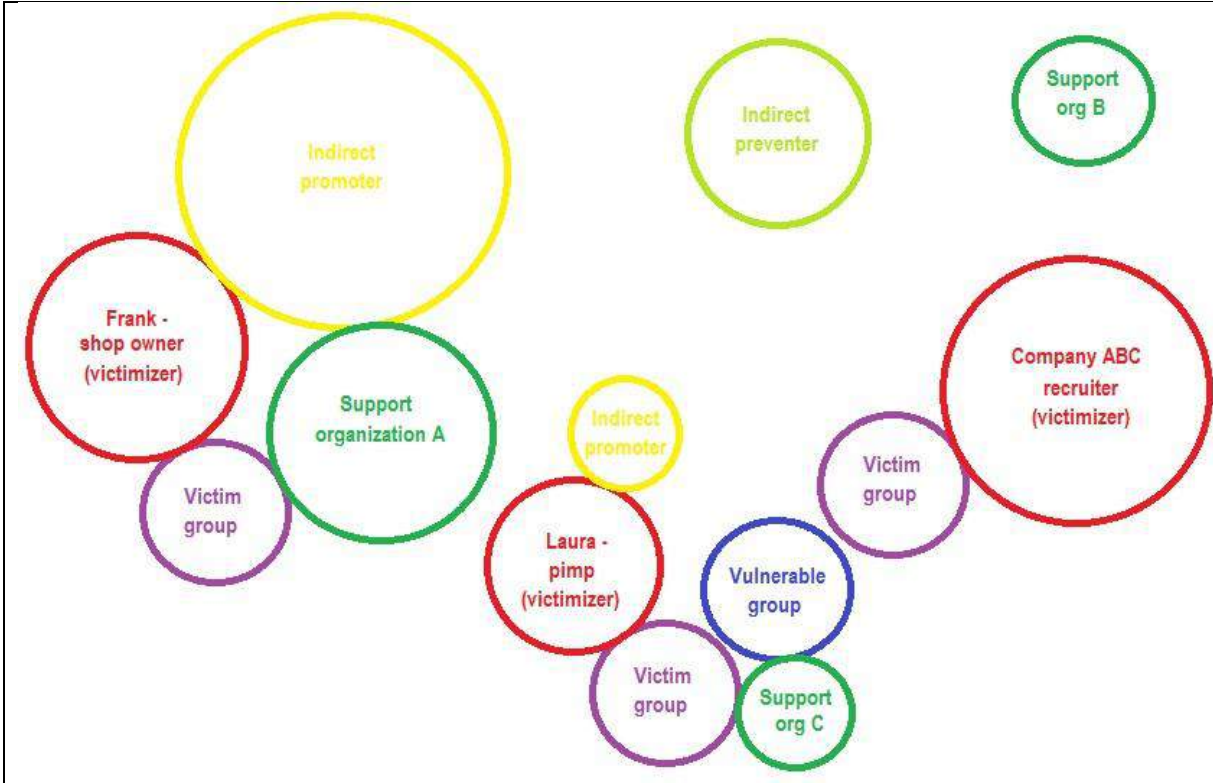 Indirect
promoter
Indirect
preventer
Support
org B
Frank -
shop owner
(victimizer)
Support
organization A
Company ABC
recruiter
(victimizer)
Indirect
promoter
Victim
group
Victim
group
Laura -
pimp
(victimizer)
Vulnerable
group
Victim
group
Support
org C